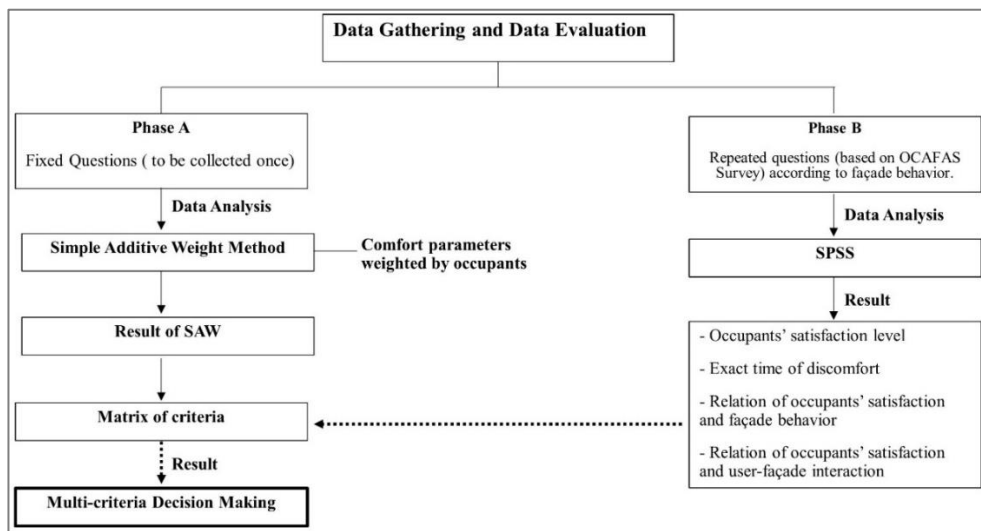 Data Gathering and Data Evaluation
Phase A
Fixed Questions ( to be collected once)
Data Analysis
Simple Additive Weight Method
Comfort parameters
weighted by occupants
Result of SAW
Matrix of criteria
Result
Multi-criteria Decision Making
Phase B
Repeated questions (based on OCAFAS
Survey) according to façade behavior.
Data Analysis
SPSS
Result
- Occupants’ satisfaction level
- Exact time of discomfort
- Relation of occupants’ satisfaction
and façade behavior
- Relation of occupants’ satisfaction
and user-façade interaction